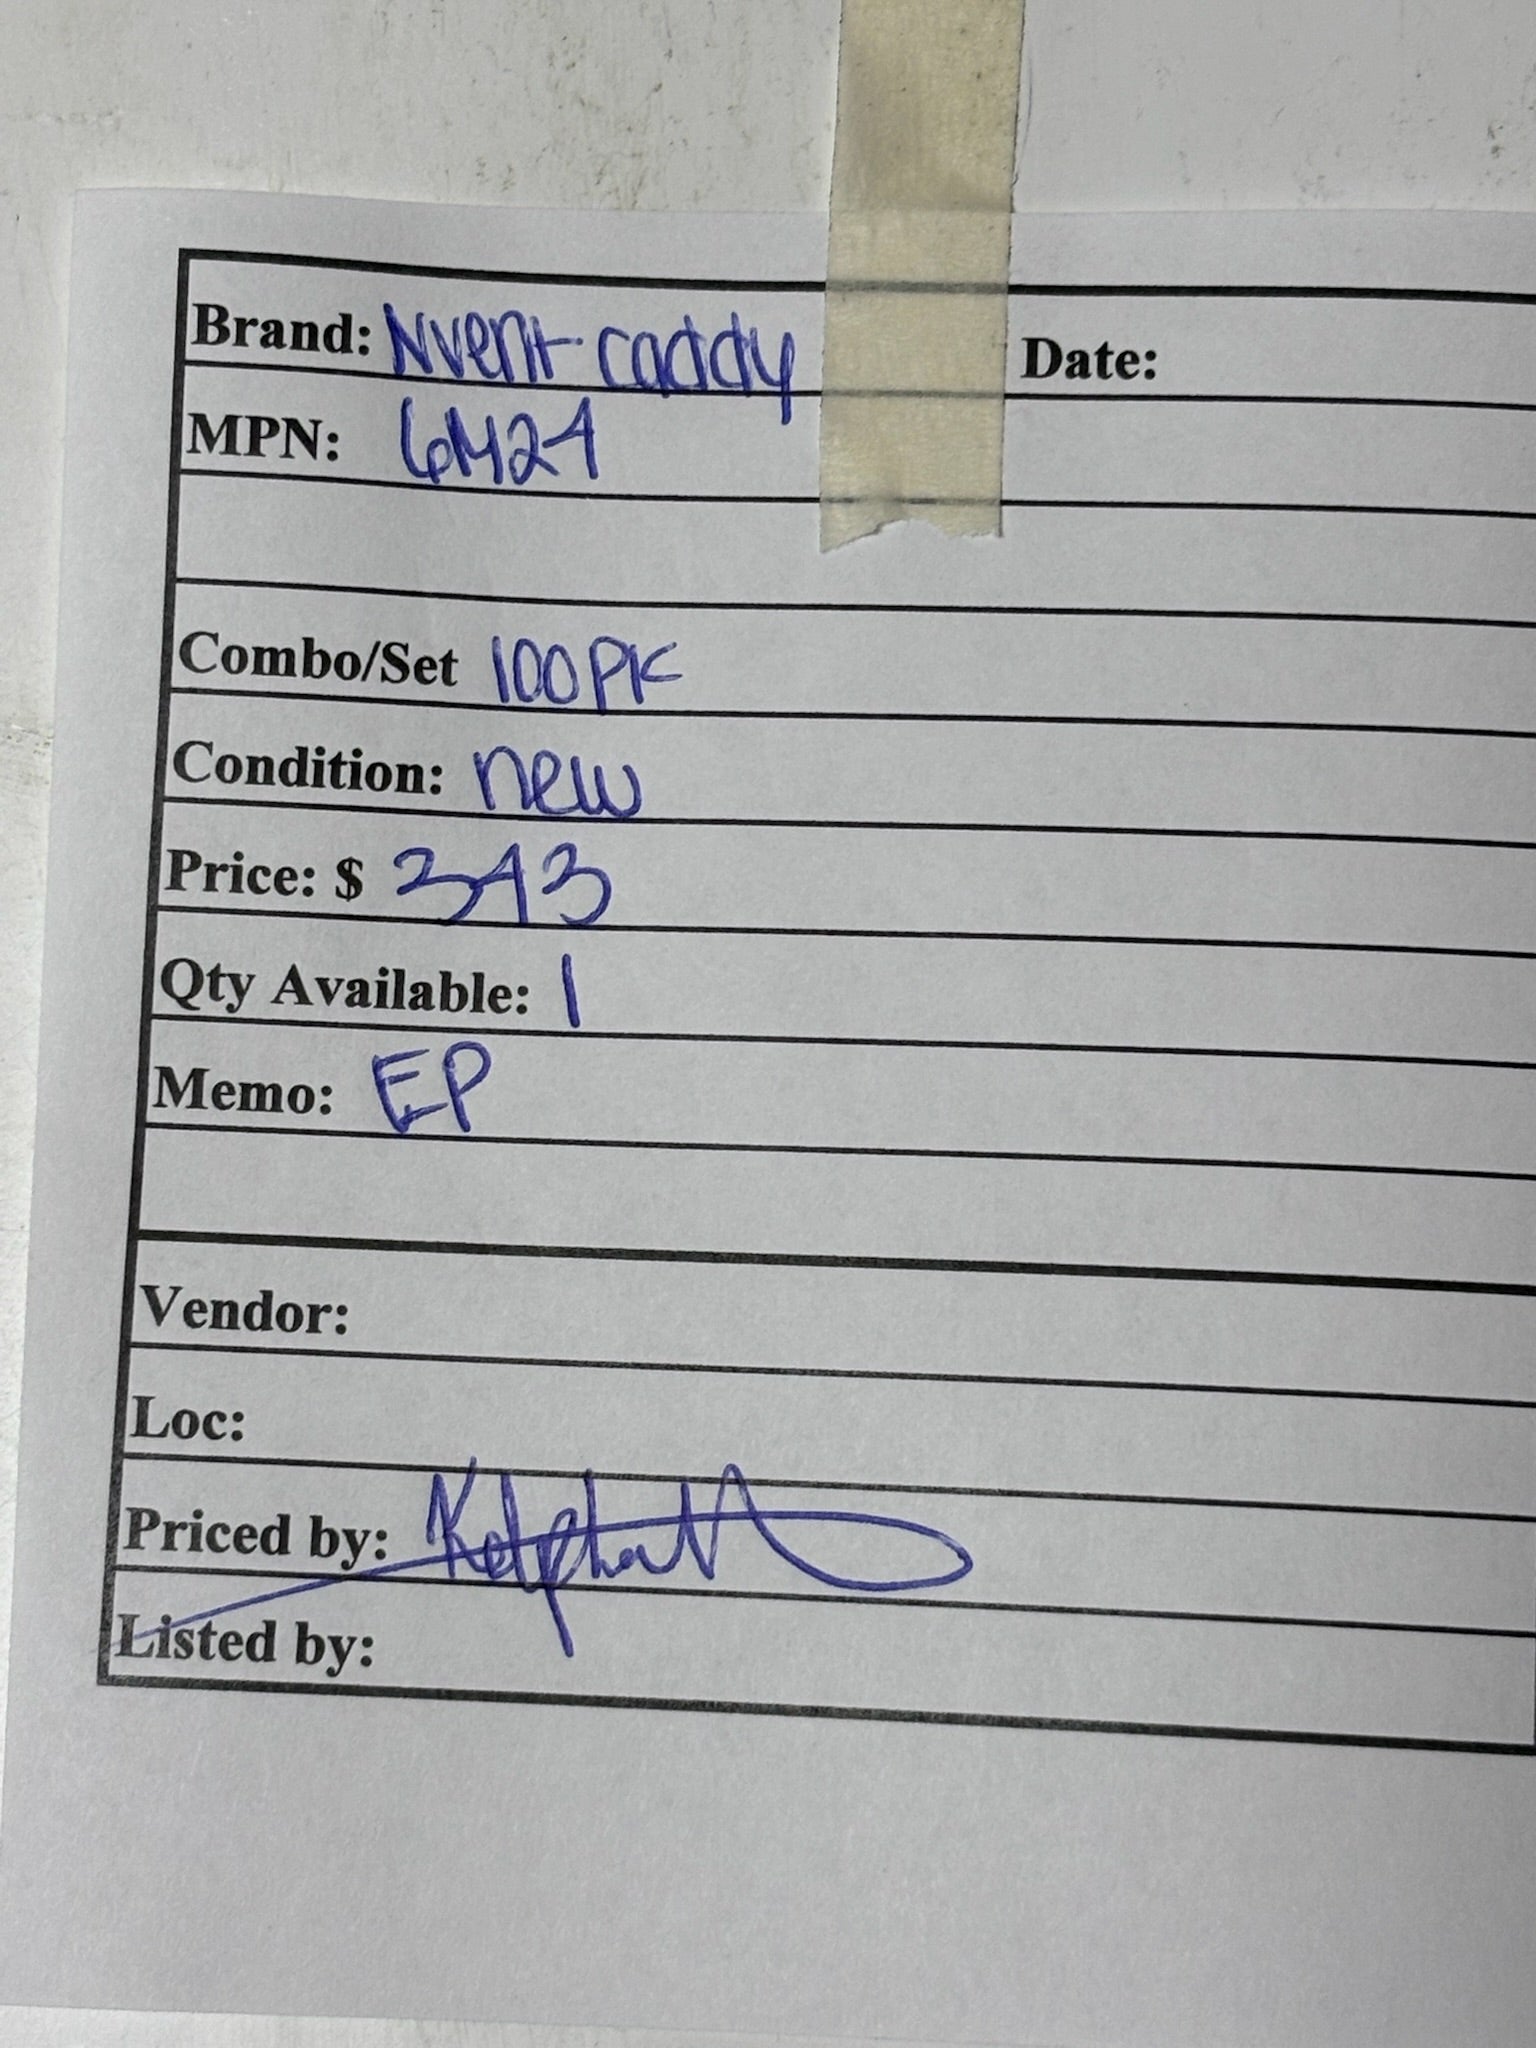 Brand: Nvent caddy Date:
MPN: 6M24
Combo/Set 100PK
Condition: new
Price: $ 343
Qty Available: 1
Memo: EP
Vendor:
Loc:
Priced by:
Listed by: